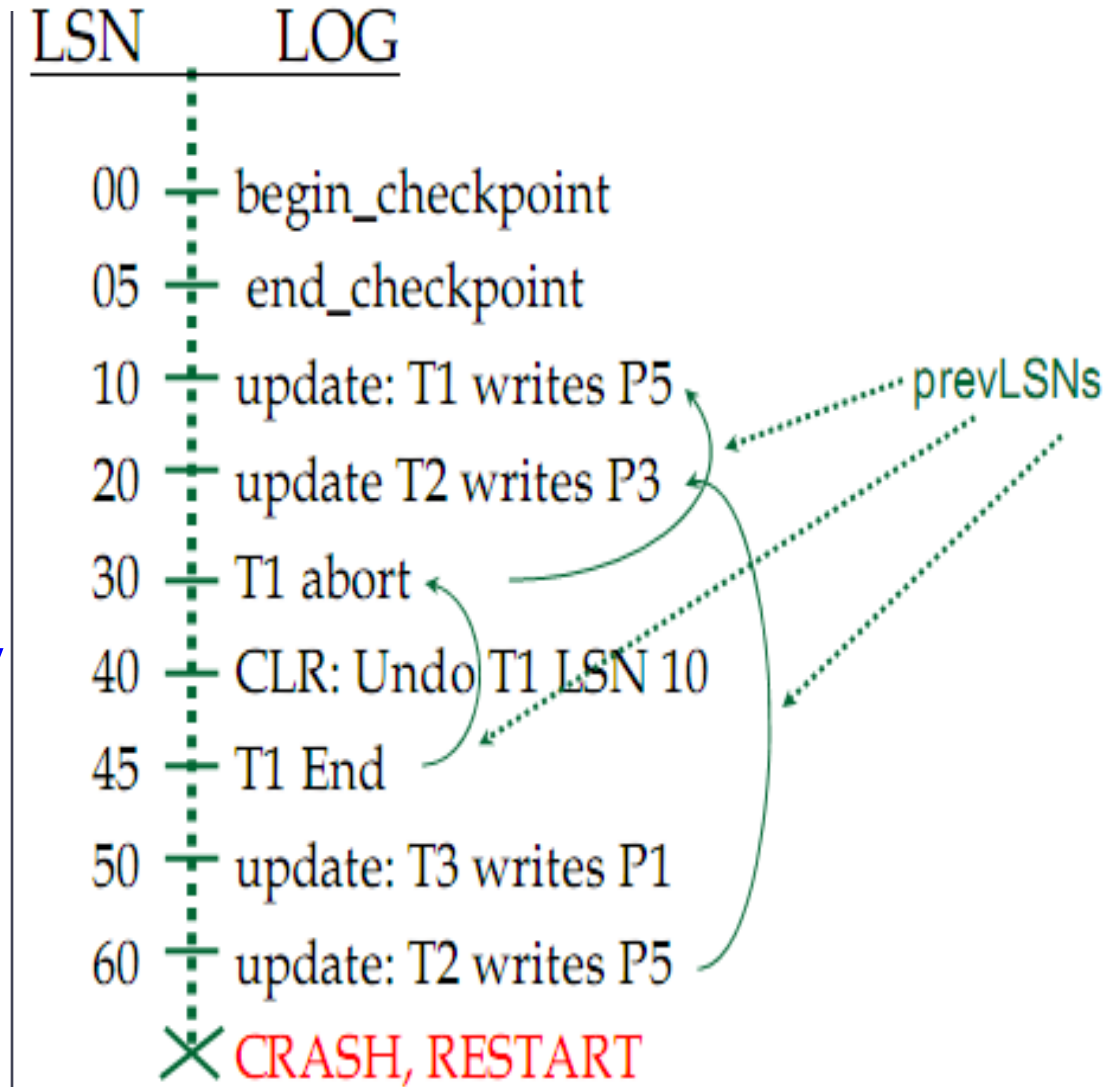 LSN LOG
00 begin_checkpoint
05 end_checkpoint
10 update: T1 writes P5
prevLSNs
20 update T2 writes P3
30 T1 abort
40 CLR: Undo T1 LSN 10
45 T1 End
50 update: T3 writes P1
60 update: T2 writes P5
CRASH, RESTART